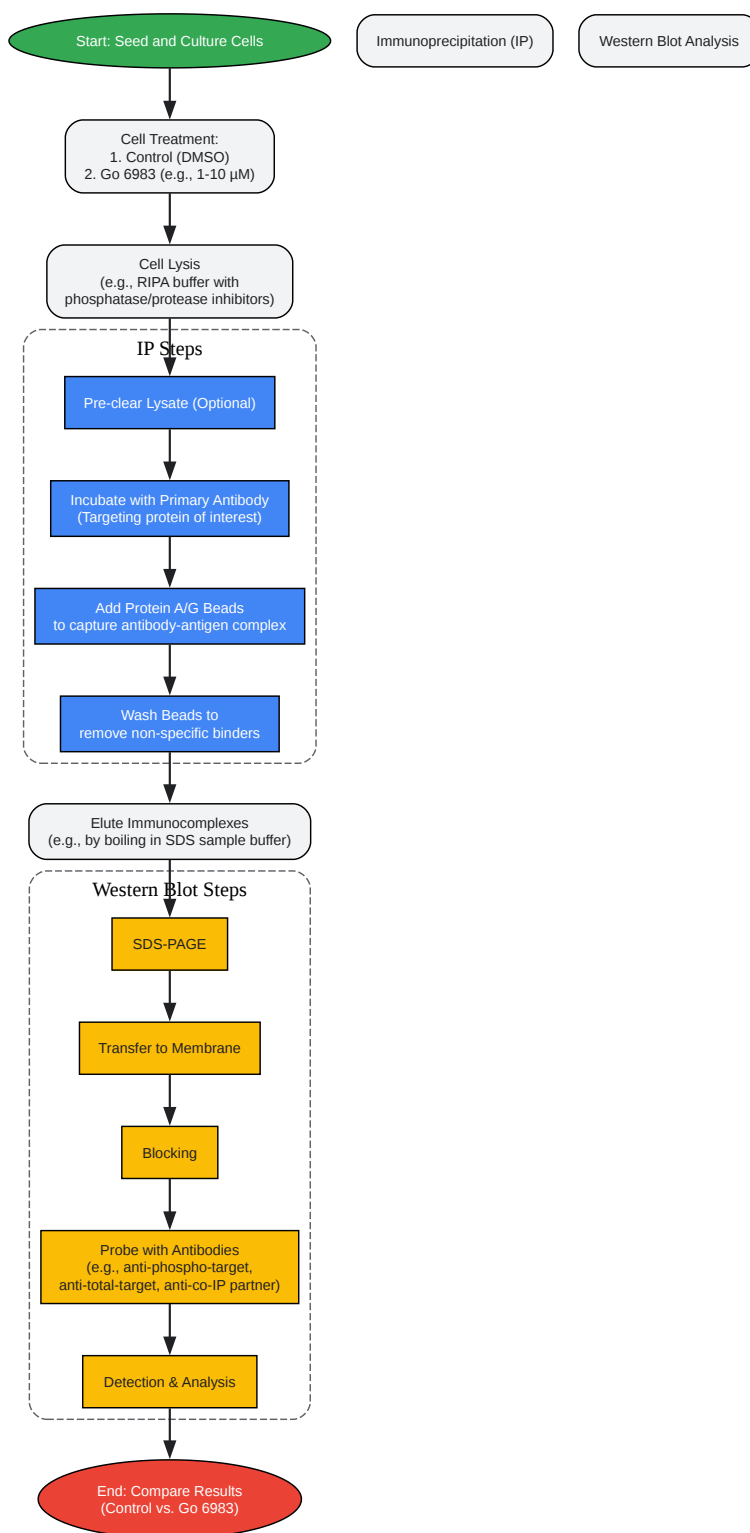 Start: Seed and Culture Cells
Immunoprecipitation (IP)
Western Blot Analysis
Cell Treatment:
1. Control (DMSO)
2. Go 6983 (e.g., 1-10 µM)
Cell Lysis
(e.g., RIPA buffer with
phosphatase/protease inhibitors)
IP Steps
Pre-clear Lysate (Optional)
Incubate with Primary Antibody
(Targeting protein of interest)
Add Protein A/G Beads
to capture antibody-antigen complex
Wash Beads to
remove non-specific binders
Elute Immunocomplexes
(e.g., by boiling in SDS sample buffer)
Western Blot Steps
SDS-PAGE
Transfer to Membrane
Blocking
Probe with Antibodies
(e.g., anti-phospho-target,
anti-total-target, anti-co-IP partner)
Detection & Analysis
End: Compare Results
(Control vs. Go 6983)